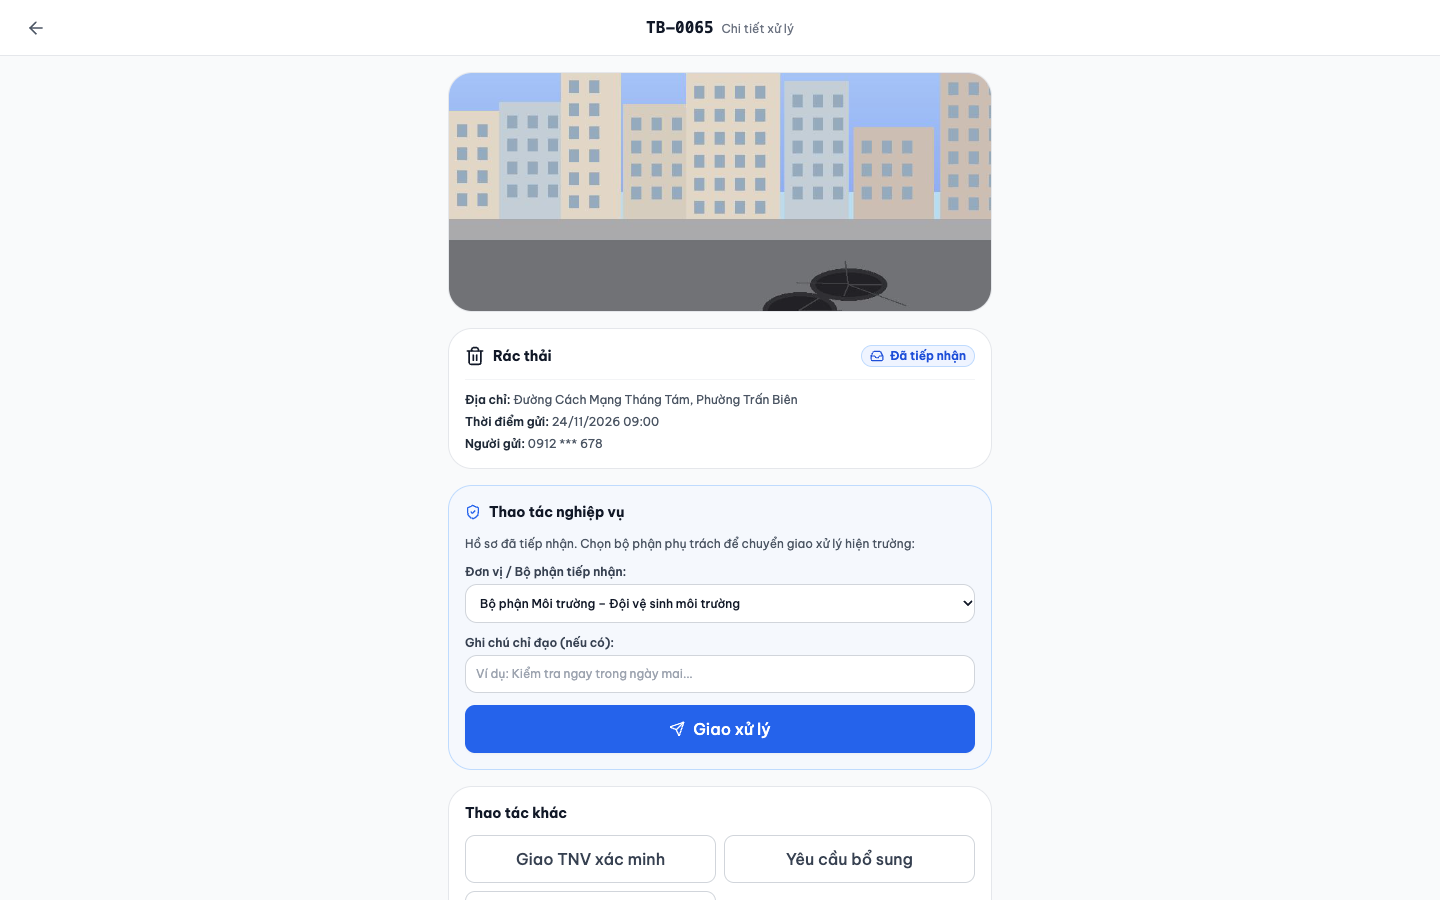 TB-0065 Chi tiết xử lý
Rác thải
Đã tiếp nhận
Địa chỉ: Đường Cách Mạng Tháng Tám, Phường Trấn Biên
Thời điểm gửi: 24/11/2026 09:00
Người gửi: 0912 *** 678
Thao tác nghiệp vụ
Hồ sơ đã tiếp nhận. Chọn bộ phận phụ trách để chuyển giao xử lý hiện trường:
Đơn vị / Bộ phận tiếp nhận:
Bộ phận Môi trường – Đội vệ sinh môi trường
Ghi chú chỉ đạo (nếu có):
Ví dụ: Kiểm tra ngay trong ngày mai...
Giao xử lý
Thao tác khác
Giao TNV xác minh
Yêu cầu bổ sung